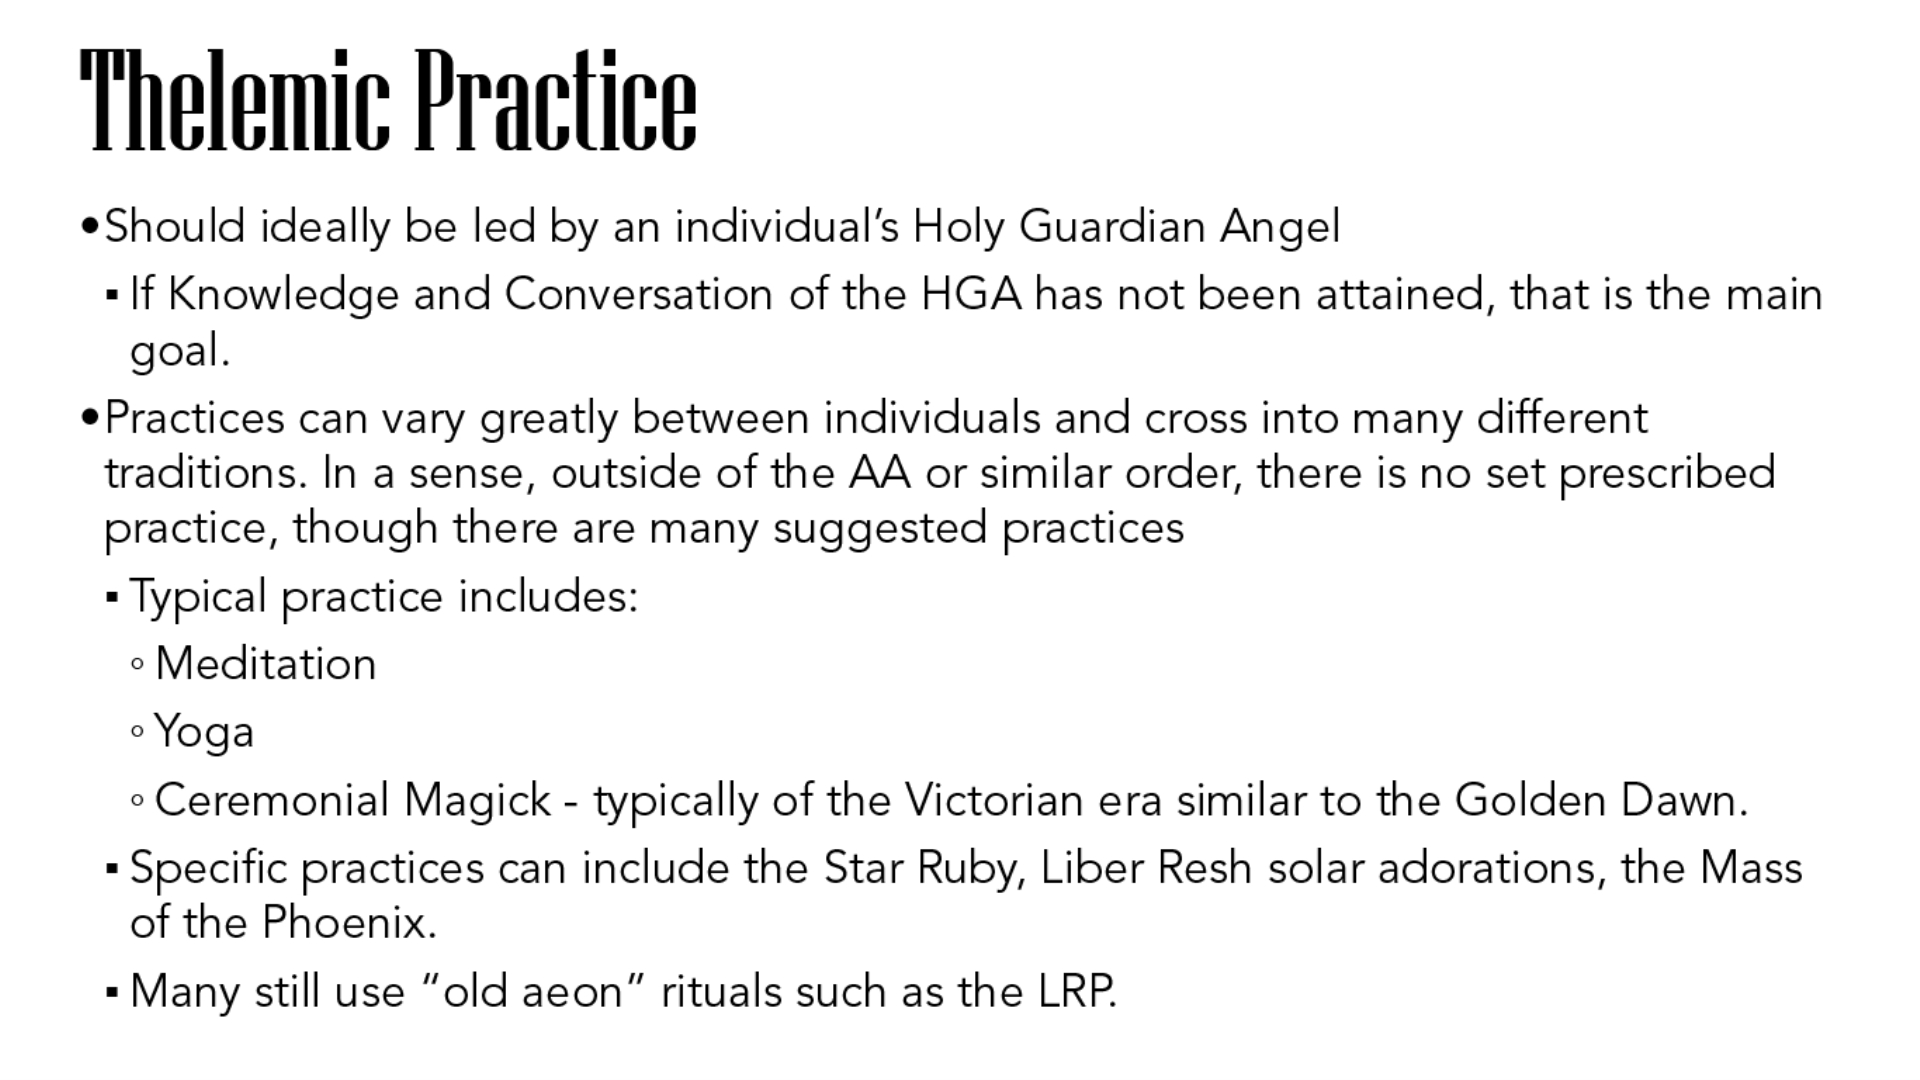 Thelemic Practice
•Should ideally be led by an individual’s Holy Guardian Angel
▪If Knowledge and Conversation of the HGA has not been attained, that is the main
goal.
•Practices can vary greatly between individuals and cross into many different
traditions. In a sense, outside of the AA or similar order, there is no set prescribed
practice, though there are many suggested practices
▪Typical practice includes:
◦Meditation
◦Yoga
◦Ceremonial Magick - typically of the Victorian era similar to the Golden Dawn.
▪Specific practices can include the Star Ruby, Liber Resh solar adorations, the Mass
of the Phoenix.
▪Many still use “old aeon” rituals such as the LRP.